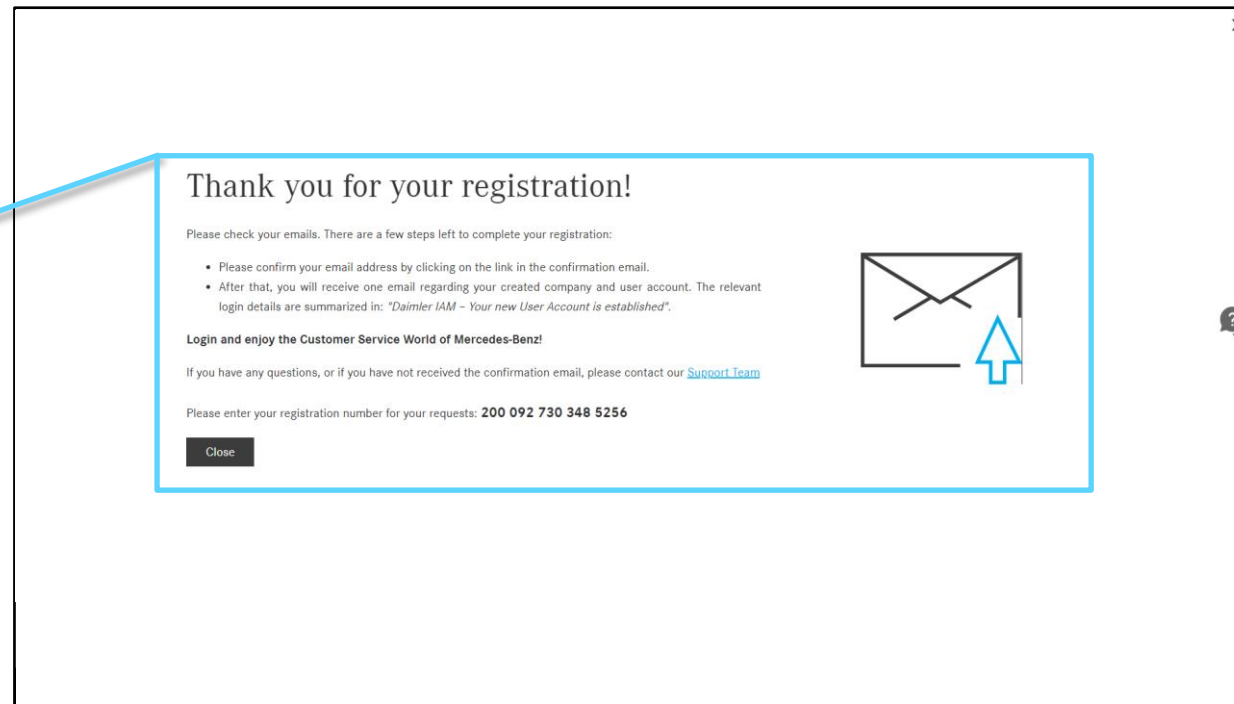 Thank you for your registration!
Please check your emails. There are a few steps left to complete your registration:
• Please confirm your email address by clicking on the link in the confirmation email.
• After that, you will receive one email regarding your created company and user account. The relevant
login details are summarized in: "Daimler IAM – Your new User Account is established".
Login and enjoy the Customer Service World of Mercedes-Benz!
If you have any questions, or if you have not received the confirmation email, please contact our Support Team
Please enter your registration number for your requests: 200 092 730 348 5256
Close